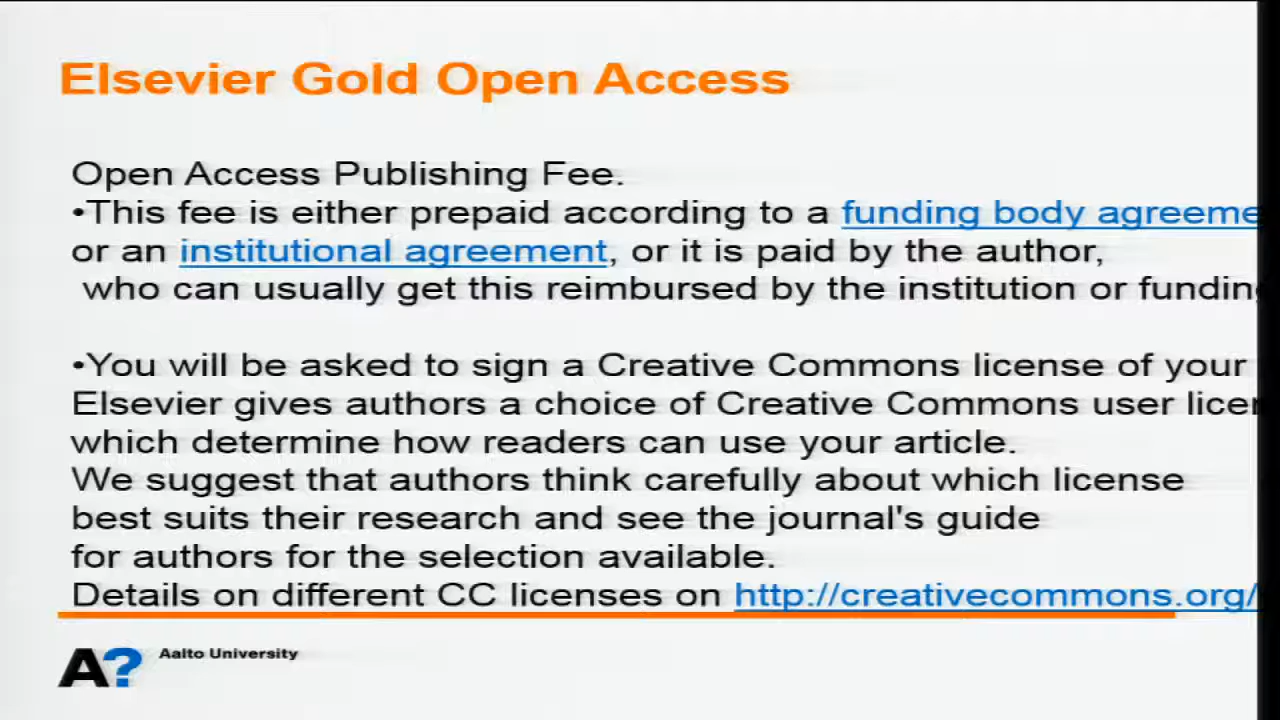 Elsevier Gold Open Access
Open Access Publishing Fee.
•This fee is either prepaid according to a funding body agreeme
or an institutional agreement, or it is paid by the author,
who can usually get this reimbursed by the institution or funding
•You will be asked to sign a Creative Commons license of your
Elsevier gives authors a choice of Creative Commons user licen
which determine how readers can use your article.
We suggest that authors think carefully about which license
best suits their research and see the journal's guide
for authors for the selection available.
Details on different CC licenses on http://creativecommons.org/
A? Aalto University